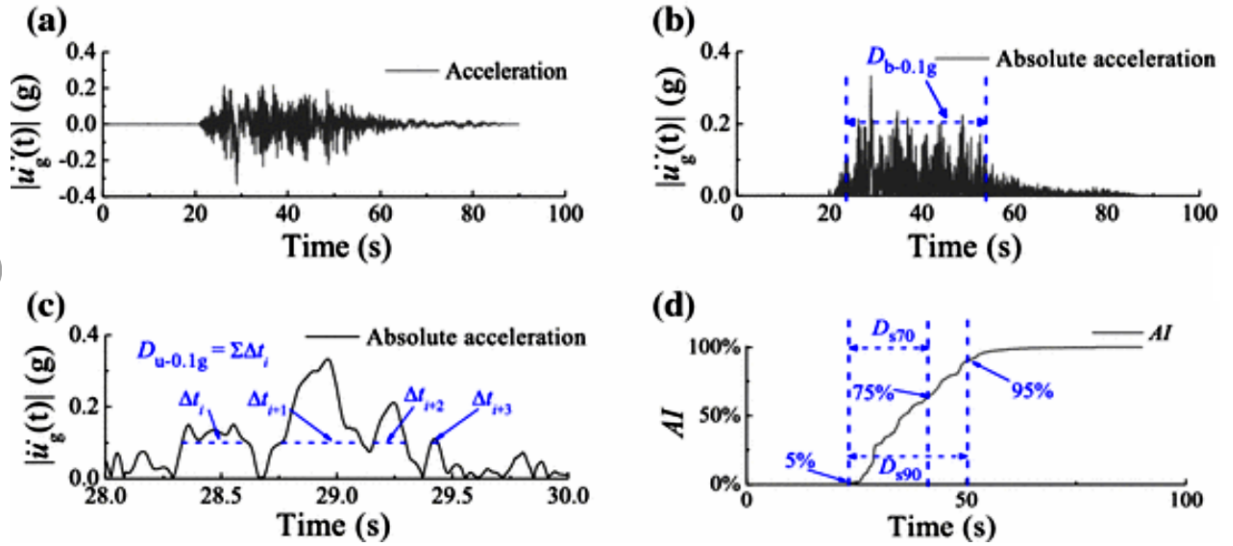 (a)
0.4
0.2
0.0
-0.2
-0.4
|ü_g(t)| (g)
Acceleration
0 20 40 60 80 100
Time (s)
(b)
0.4
0.2
0.0
|ü_g(t)| (g)
D_b-0.1g
Absolute acceleration
0 20 40 60 80 100
Time (s)
(c)
0.4
0.2
0.0
|ü_g(t)| (g)
Absolute acceleration
D_u-0.1g = ΣΔt_i
Δt_i Δt_i+1 Δt_i+2 Δt_i+3
28.0 28.5 29.0 29.5 30.0
Time (s)
(d)
100%
50%
0%
AI
D_s70
AI
75%
95%
5%
D_s90
0 50 100
Time (s)